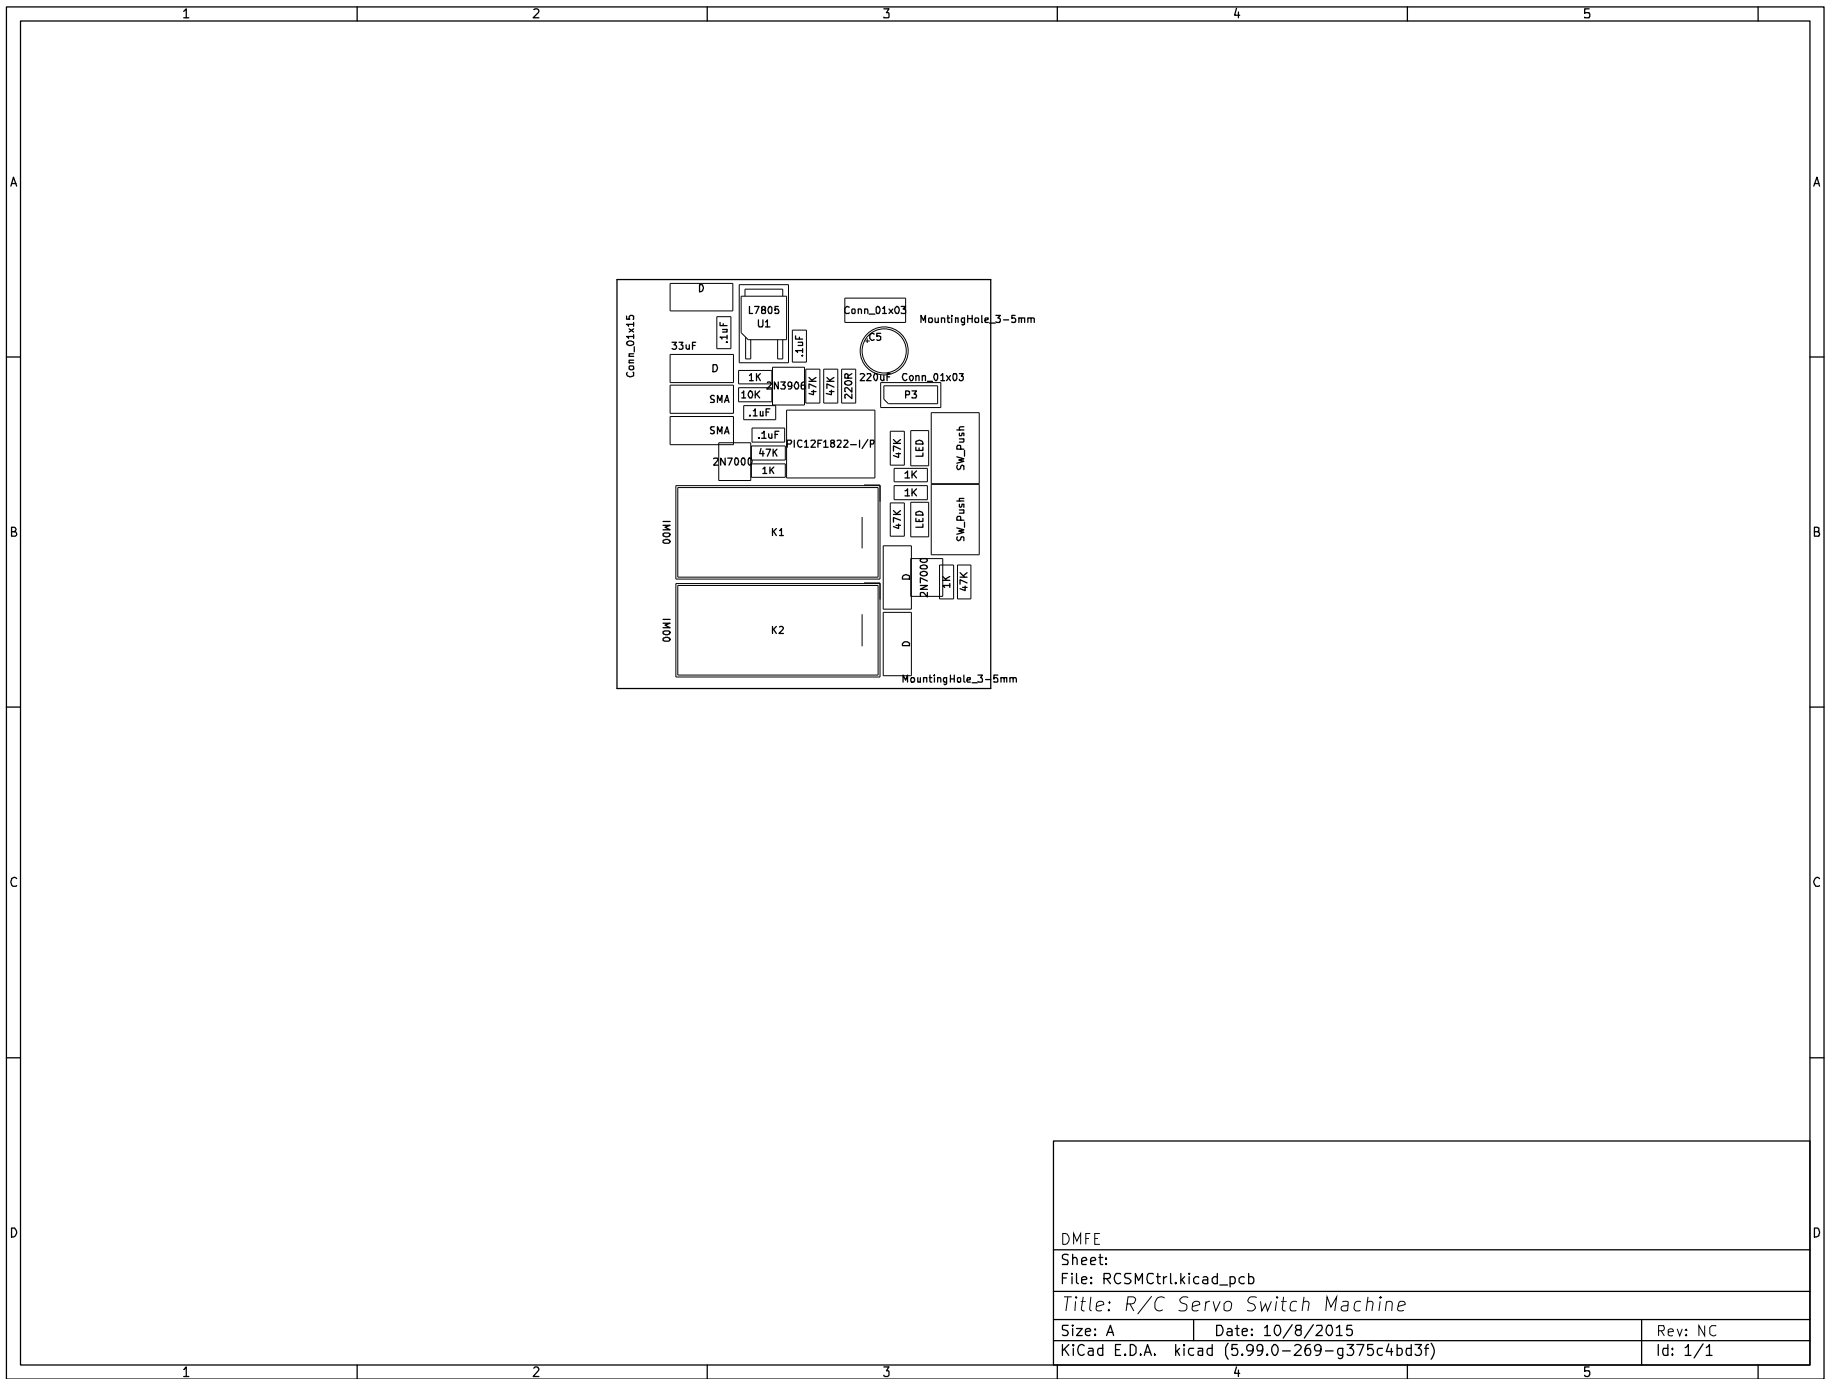 1 2 3 4 5
A A
D
L7805
U1
Conn_01x03
MountingHole_3-5mm
Conn_01x15
.1uF
.1uF
C5
33uF
D
1K
2N3906
47K
47K
220R
220uF
Conn_01x03
10K
P3
SMA
.1uF
SMA
.1uF
PIC12F1822-I/P
47K
LED
SW_Push
2N7000
47K
1K
1K
1K
47K
LED
SW_Push
IM00
K1
B B
D
2N7000
1K
47K
IM00
K2
D
MountingHole_3-5mm
C C
D D
DMFE
Sheet:
File: RCSMCtrl.kicad_pcb
Title: R/C Servo Switch Machine
Size: A Date: 10/8/2015 Rev: NC
KiCad E.D.A. kicad (5.99.0-269-g375c4bd3f) Id: 1/1
1 2 3 4 5